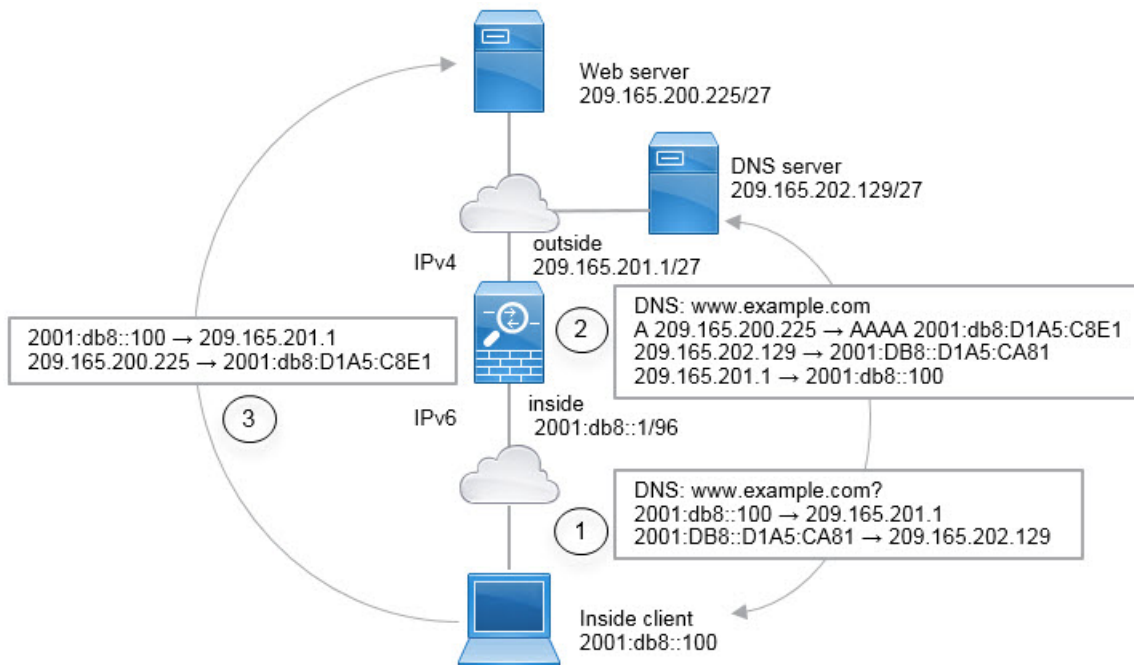 Web server
209.165.200.225/27
DNS server
209.165.202.129/27
outside
209.165.201.1/27
IPv4
2
DNS: www.example.com
A 209.165.200.225 → AAAA 2001:db8:D1A5:C8E1
209.165.202.129 → 2001:DB8::D1A5:CA81
209.165.201.1 → 2001:db8::100
2001:db8::100 → 209.165.201.1
209.165.200.225 → 2001:db8:D1A5:C8E1
3
IPv6
inside
2001:db8::1/96
1
DNS: www.example.com?
2001:db8::100 → 209.165.201.1
2001:DB8::D1A5:CA81 → 209.165.202.129
Inside client
2001:db8::100